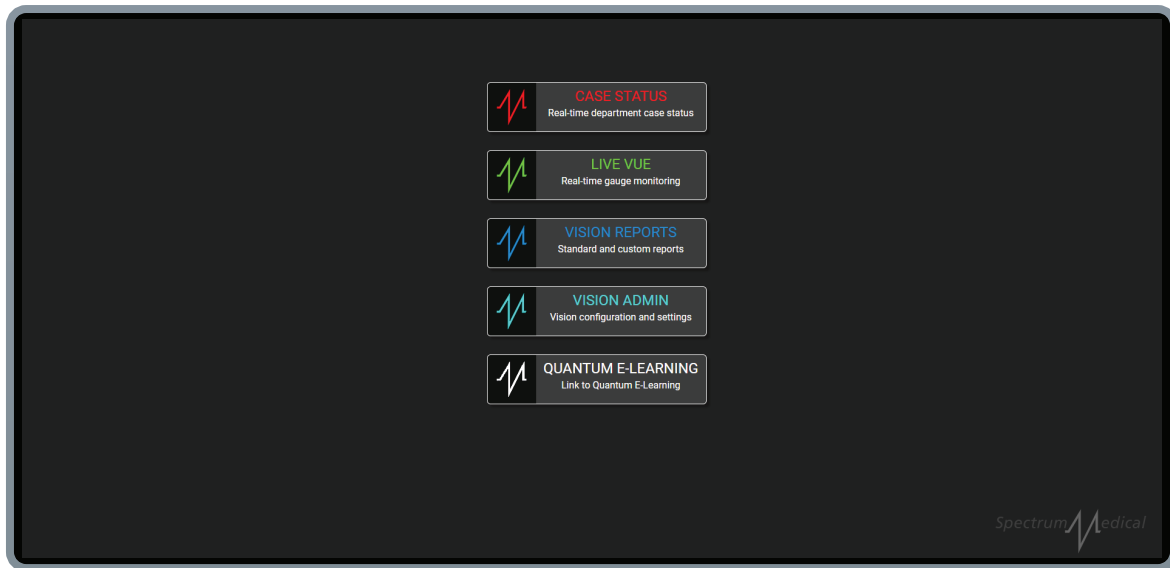 CASE STATUS
Real-time department case status
LIVE VUE
Real-time gauge monitoring
VISION REPORTS
Standard and custom reports
VISION ADMIN
Vision configuration and settings
QUANTUM E-LEARNING
Link to Quantum E-Learning
Spectrum Medical